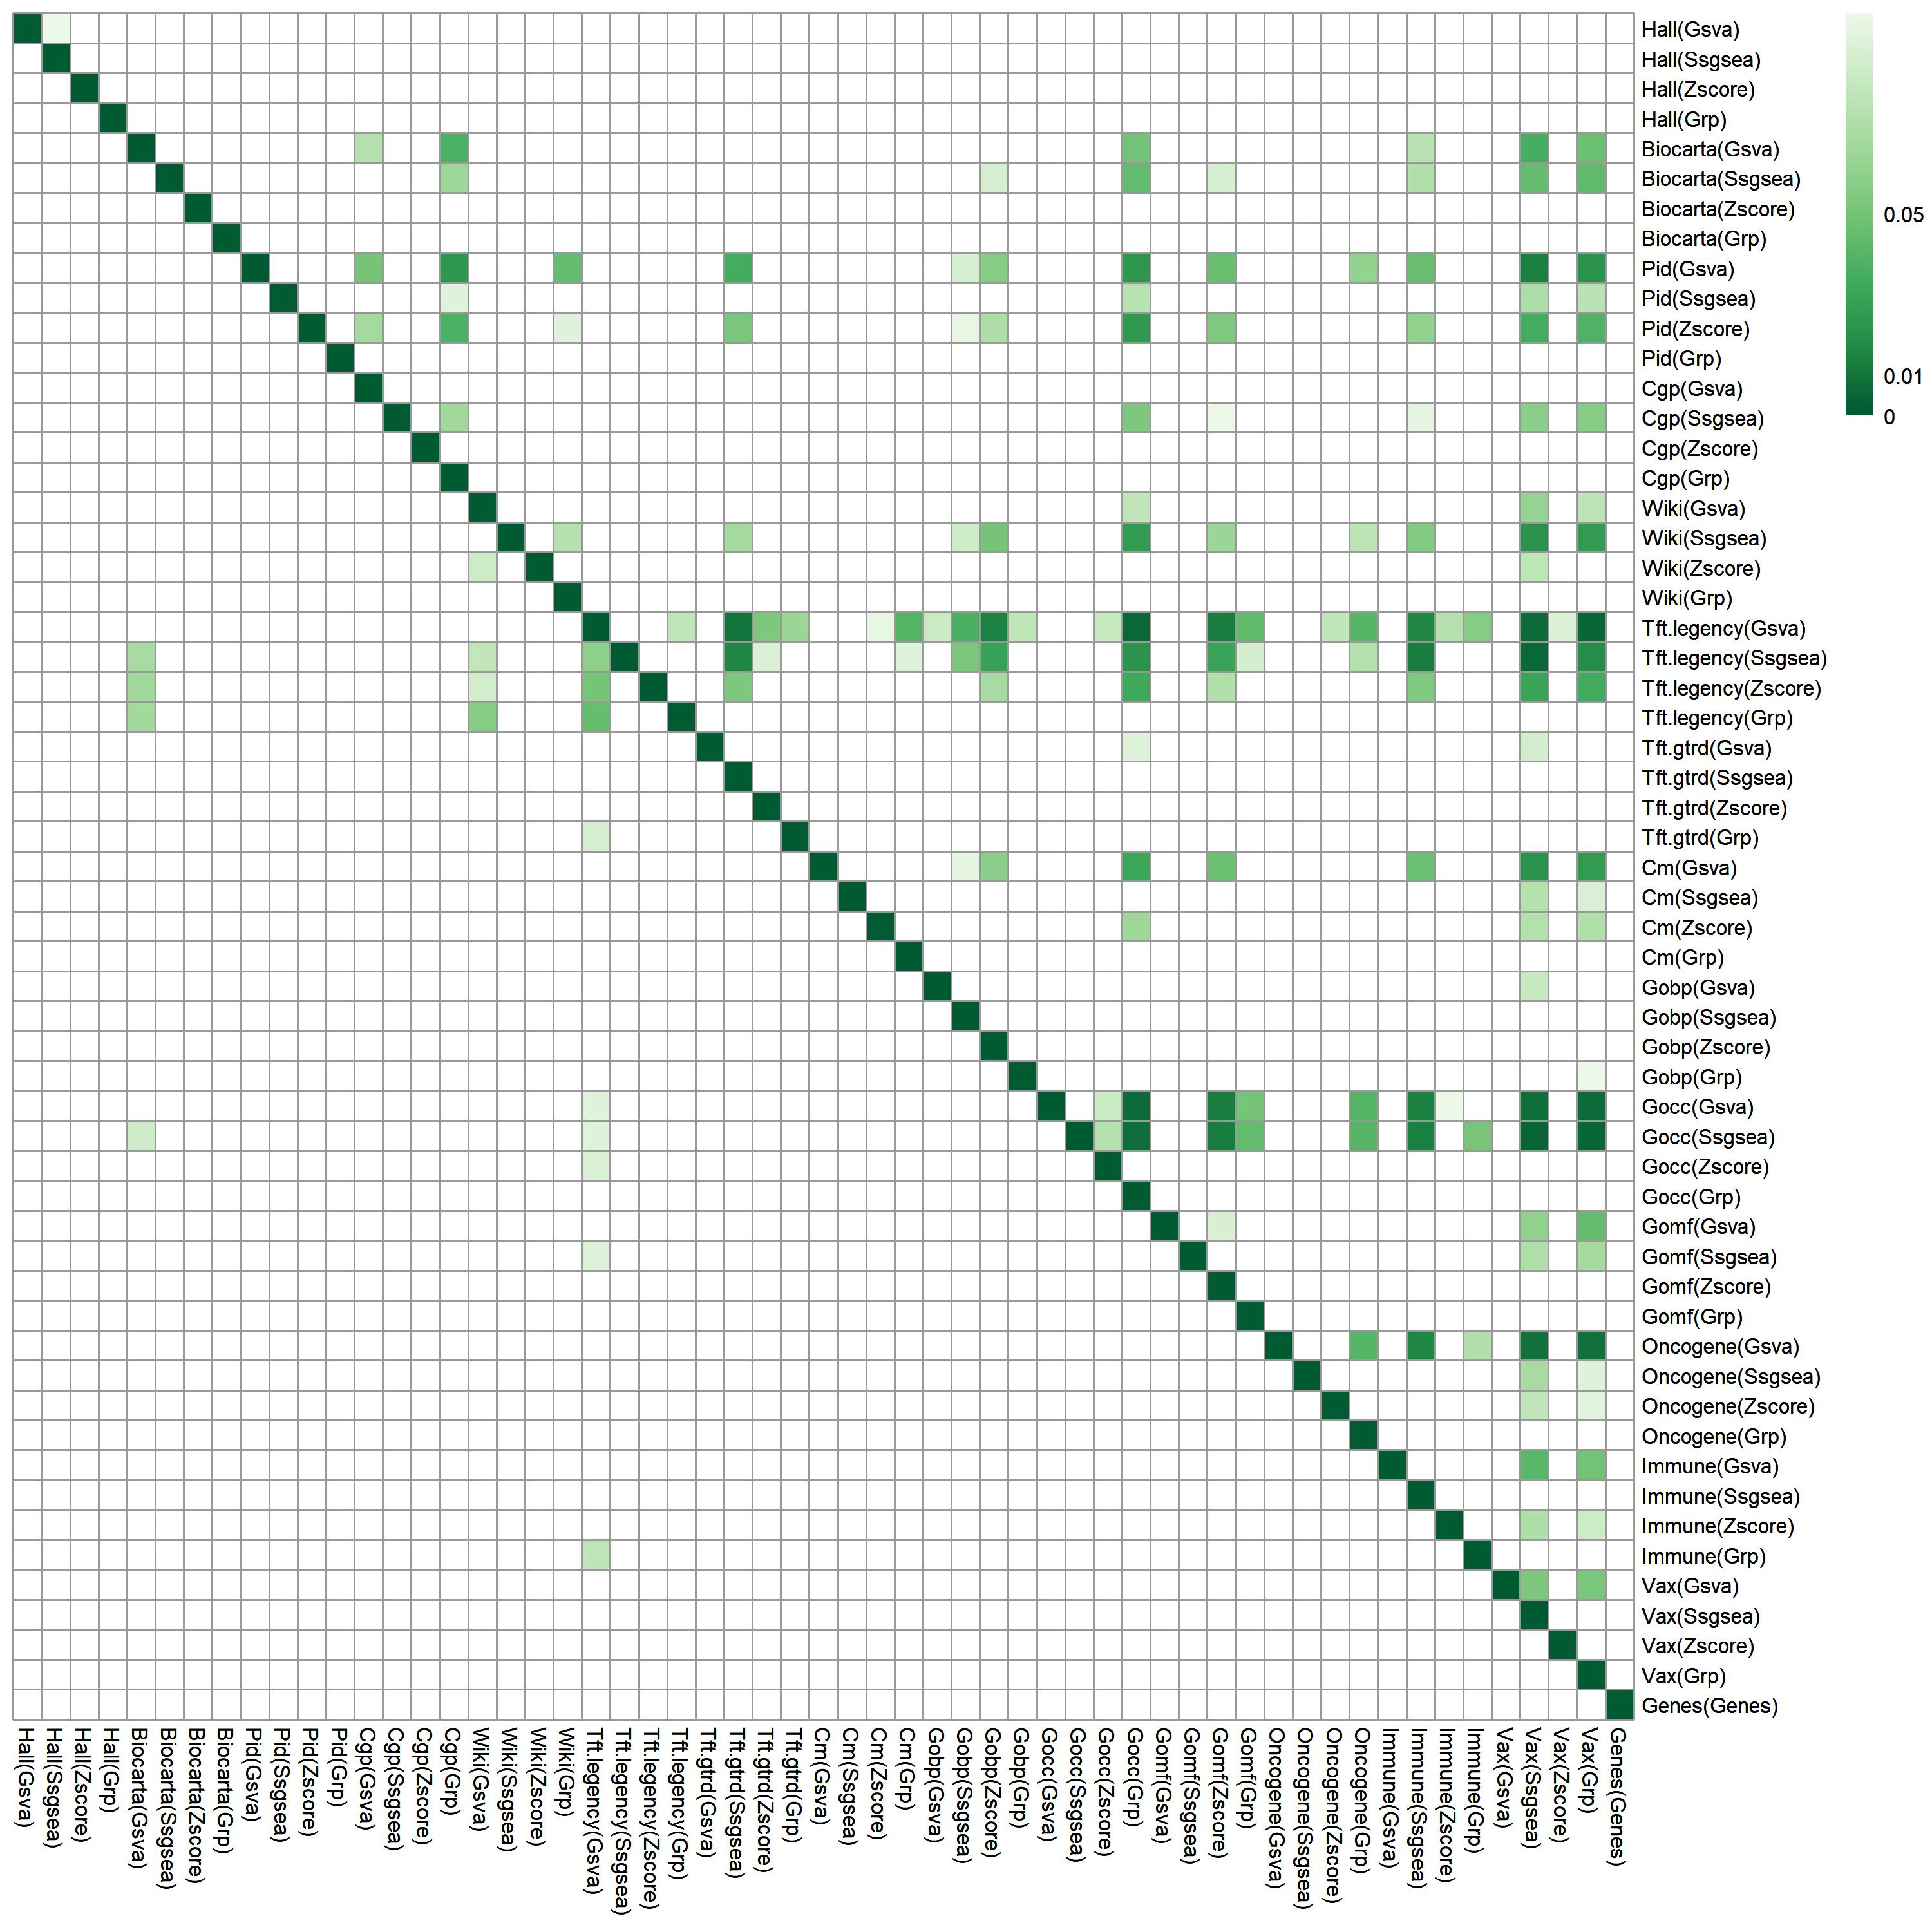 Hall(Gsva)
Hall(Ssgsea)
Hall(Zscore)
Hall(Grp)
Biocarta(Gsva)
Biocarta(Ssgsea)
Biocarta(Zscore)
Biocarta(Grp)
Pid(Gsva)
Pid(Ssgsea)
Pid(Zscore)
Pid(Grp)
Cgp(Gsva)
Cgp(Ssgsea)
Cgp(Zscore)
Cgp(Grp)
Wiki(Gsva)
Wiki(Ssgsea)
Wiki(Zscore)
Wiki(Grp)
Tft.legency(Gsva)
Tft.legency(Ssgsea)
Tft.legency(Zscore)
Tft.legency(Grp)
Tft.gtrd(Gsva)
Tft.gtrd(Ssgsea)
Tft.gtrd(Zscore)
Tft.gtrd(Grp)
Cm(Gsva)
Cm(Ssgsea)
Cm(Zscore)
Cm(Grp)
Gobp(Gsva)
Gobp(Ssgsea)
Gobp(Zscore)
Gobp(Grp)
Gocc(Gsva)
Gocc(Ssgsea)
Gocc(Zscore)
Gocc(Grp)
Gomf(Gsva)
Gomf(Ssgsea)
Gomf(Zscore)
Gomf(Grp)
Oncogene(Gsva)
Oncogene(Ssgsea)
Oncogene(Zscore)
Oncogene(Grp)
Immune(Gsva)
Immune(Ssgsea)
Immune(Zscore)
Immune(Grp)
Vax(Gsva)
Vax(Ssgsea)
Vax(Zscore)
Vax(Grp)
Genes(Genes)
0.05
0.01
0
Hall(Gsva)
Hall(Ssgsea)
Hall(Zscore)
Hall(Grp)
Biocarta(Gsva)
Biocarta(Ssgsea)
Biocarta(Zscore)
Biocarta(Grp)
Pid(Gsva)
Pid(Ssgsea)
Pid(Zscore)
Pid(Grp)
Cgp(Gsva)
Cgp(Ssgsea)
Cgp(Zscore)
Cgp(Grp)
Wiki(Gsva)
Wiki(Ssgsea)
Wiki(Zscore)
Wiki(Grp)
Tft.legency(Gsva)
Tft.legency(Ssgsea)
Tft.legency(Zscore)
Tft.legency(Grp)
Tft.gtrd(Gsva)
Tft.gtrd(Ssgsea)
Tft.gtrd(Zscore)
Tft.gtrd(Grp)
Cm(Gsva)
Cm(Ssgsea)
Cm(Zscore)
Cm(Grp)
Gobp(Gsva)
Gobp(Ssgsea)
Gobp(Zscore)
Gobp(Grp)
Gocc(Gsva)
Gocc(Ssgsea)
Gocc(Zscore)
Gocc(Grp)
Gomf(Gsva)
Gomf(Ssgsea)
Gomf(Zscore)
Gomf(Grp)
Oncogene(Gsva)
Oncogene(Ssgsea)
Oncogene(Zscore)
Oncogene(Grp)
Immune(Gsva)
Immune(Ssgsea)
Immune(Zscore)
Immune(Grp)
Vax(Gsva)
Vax(Ssgsea)
Vax(Zscore)
Vax(Grp)
Genes(Genes)